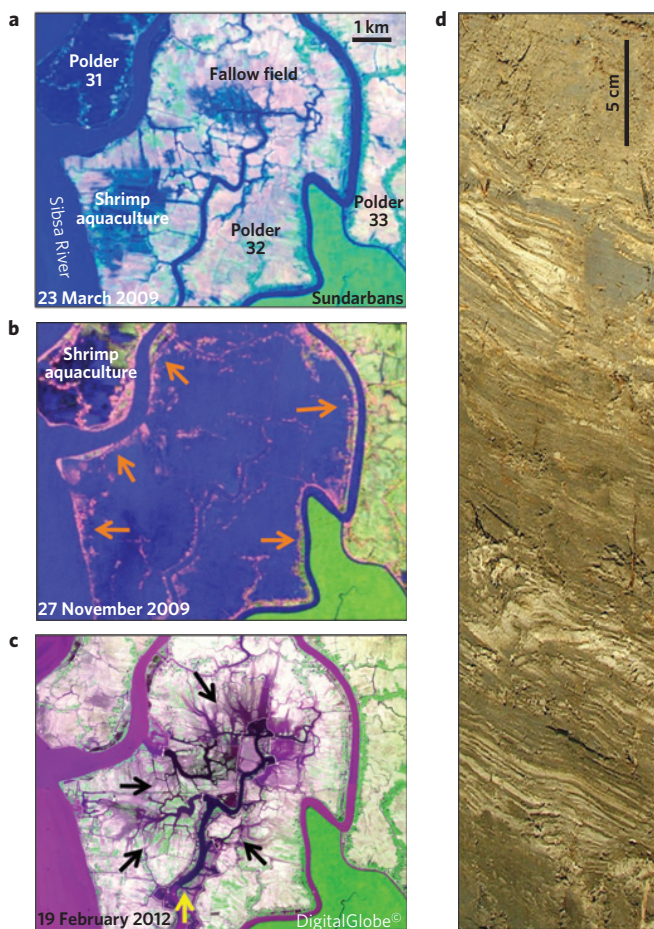 a
1 km
Polder
31
Fallow field
Shrimp
aquaculture
Sibsa River
Polder
32
Polder
33
23 March 2009
Sundarbans
b
Shrimp
aquaculture
27 November 2009
c
19 February 2012
DigitalGlobe©
d
5 cm